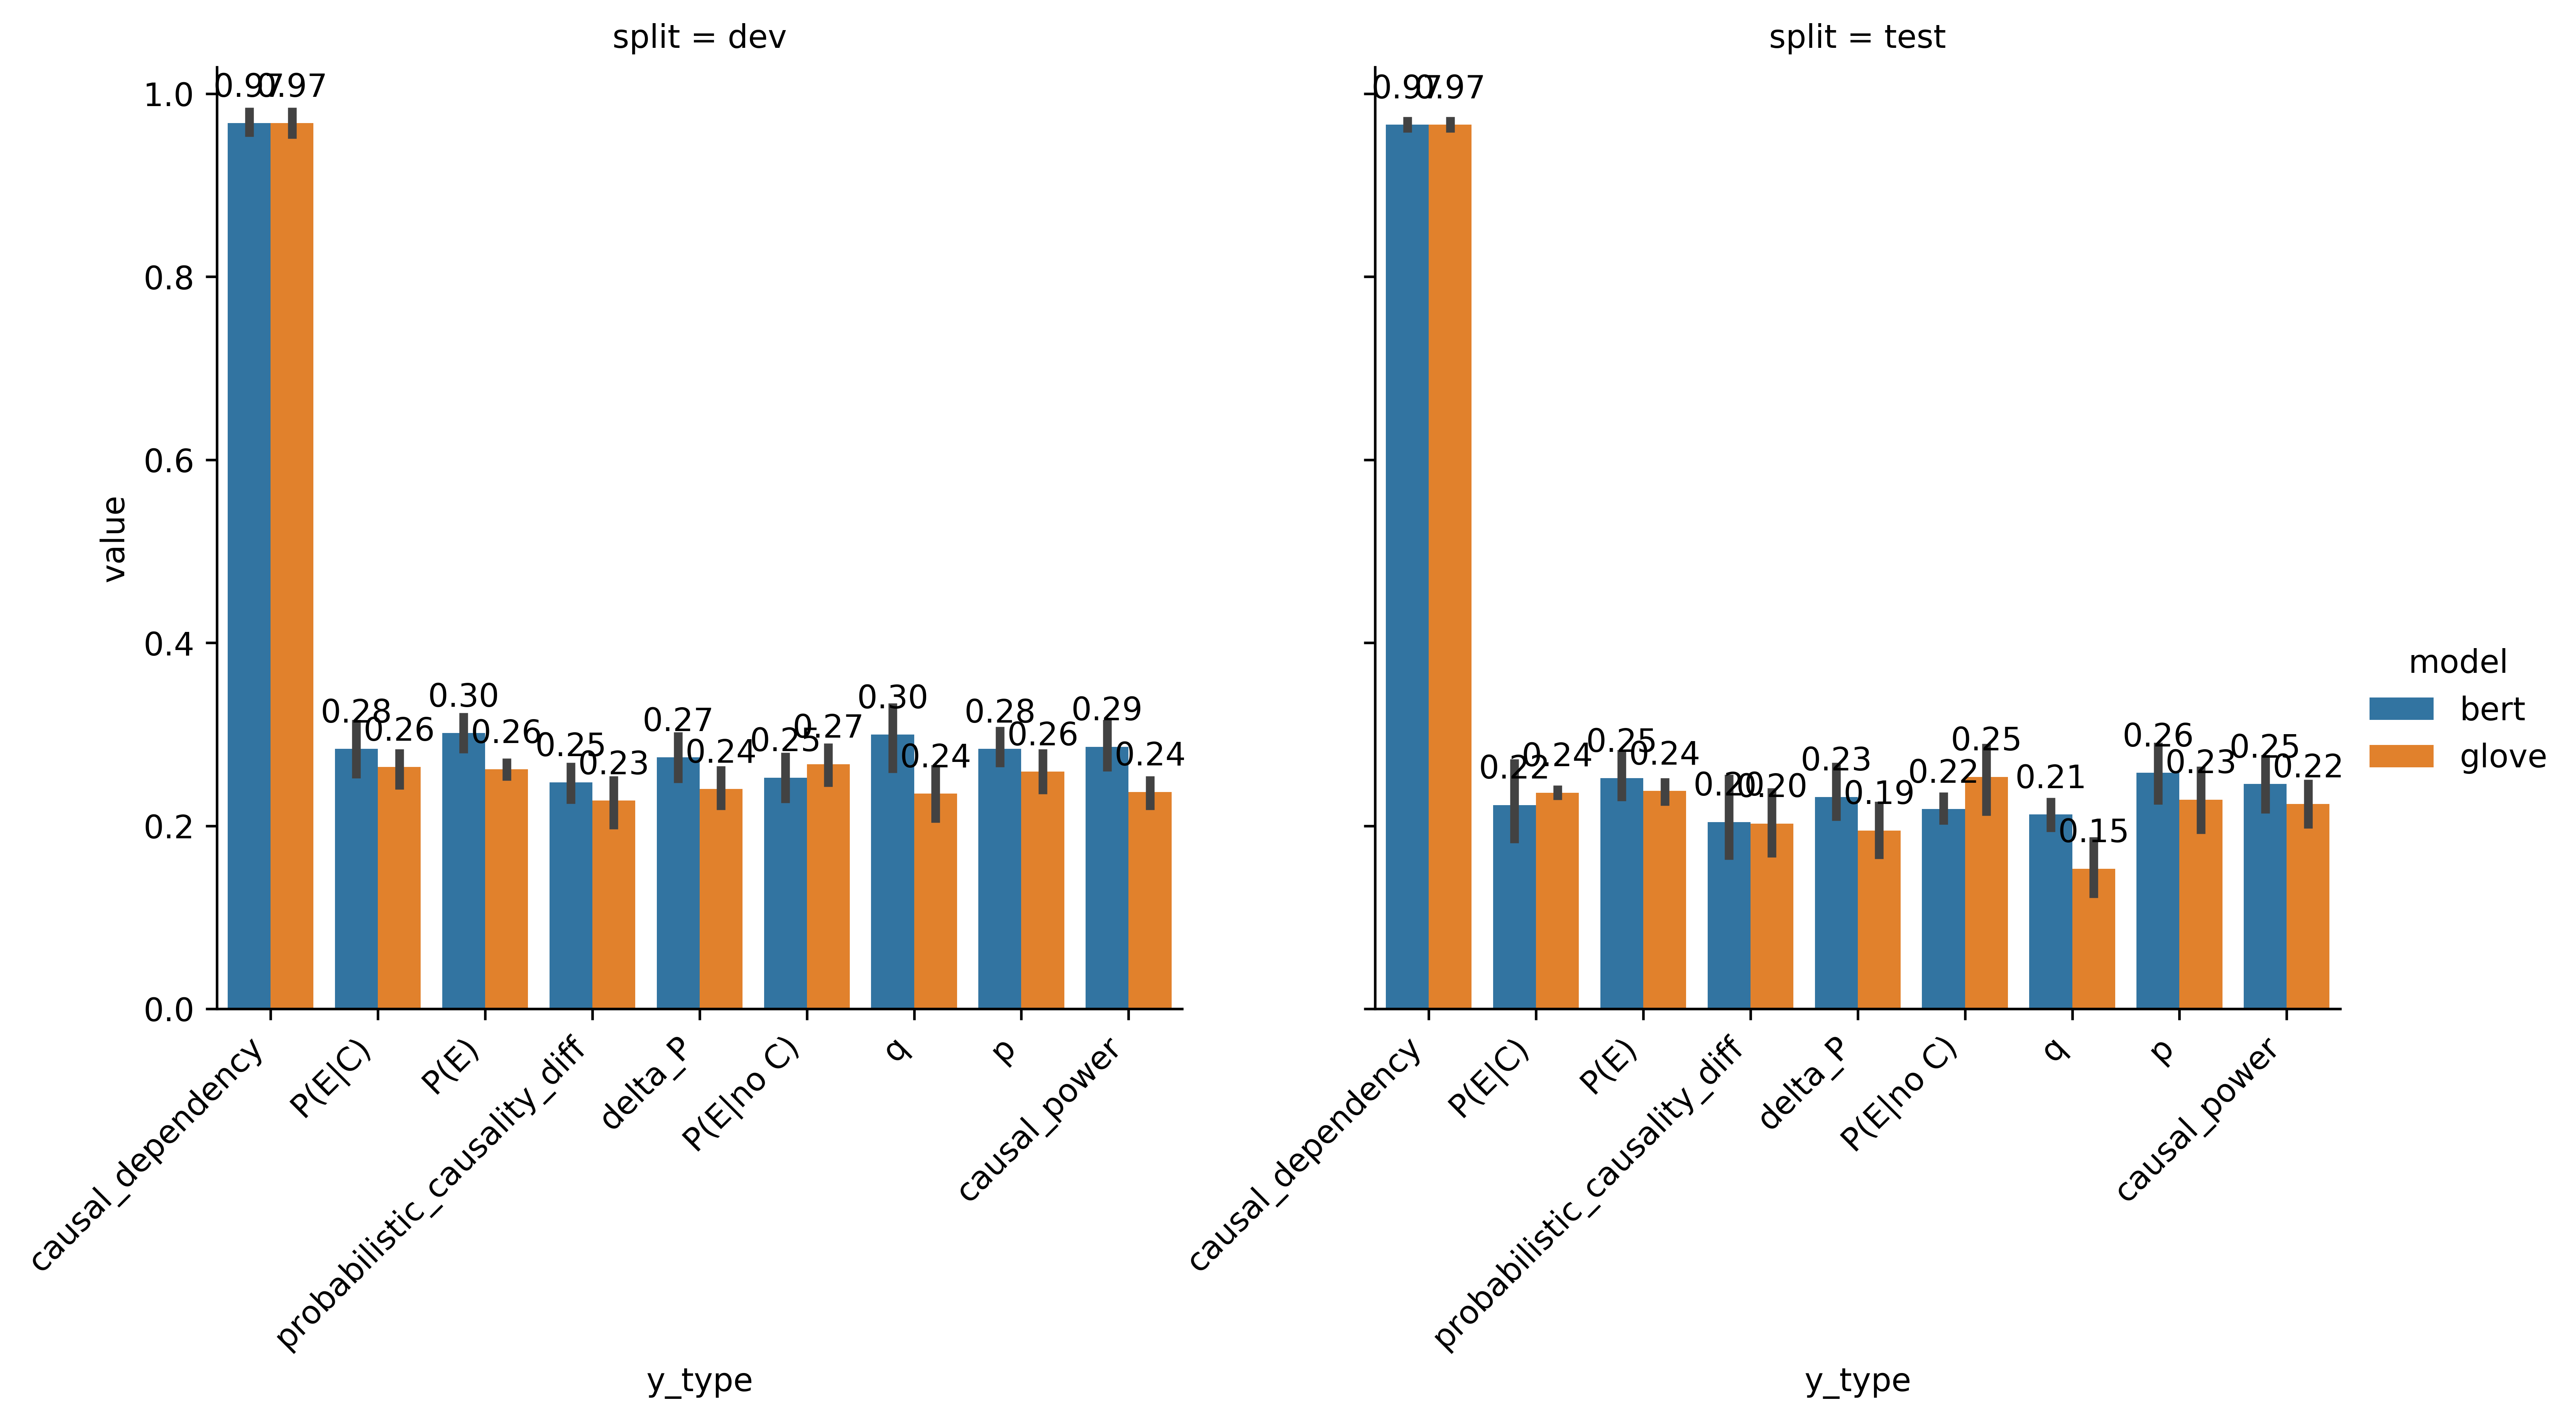 split = dev
0.97 0.97
1.0
0.8
0.6
0.4
0.2
0.0
value
0.28 0.26 0.30 0.26 0.25 0.23 0.27 0.24 0.25 0.27 0.30 0.24 0.28 0.26 0.29 0.24
causal_dependency
P(E|C)
P(E)
probabilistic_causality_diff
delta_P
P(E|no C)
q
p
causal_power
y_type
split = test
0.97 0.97
0.22 0.24 0.25 0.24 0.20 0.20 0.23 0.19 0.22 0.25 0.21 0.15 0.26 0.23 0.25 0.22
causal_dependency
P(E|C)
P(E)
probabilistic_causality_diff
delta_P
P(E|no C)
q
p
causal_power
y_type
model
bert
glove